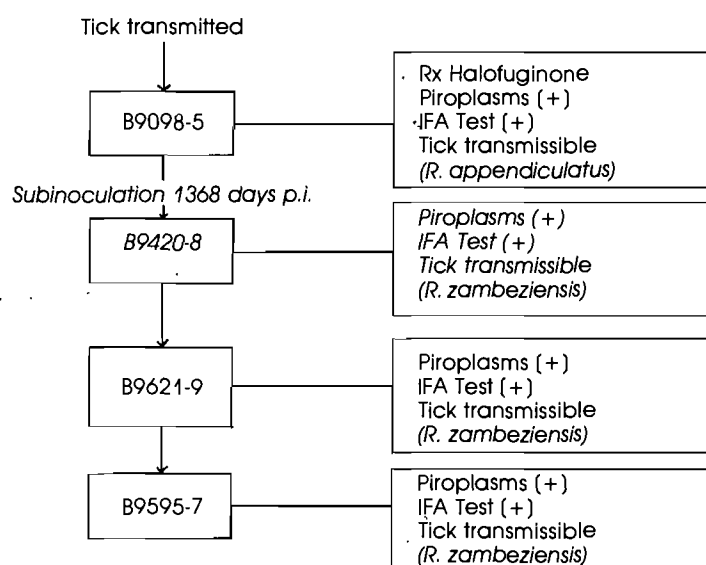 Tick transmitted
B9098-5
Rx Halofuginone
Piroplasms (+)
IFA Test (+)
Tick transmissible
(R. appendiculatus)
Subinoculation 1368 days p.i.
B9420-8
Piroplasms (+)
IFA Test (+)
Tick transmissible
(R. zambeziensis)
B9621-9
Piroplasms (+)
IFA Test (+)
Tick transmissible
(R. zambeziensis)
B9595-7
Piroplasms (+)
IFA Test (+)
Tick transmissible
(R. zambeziensis)